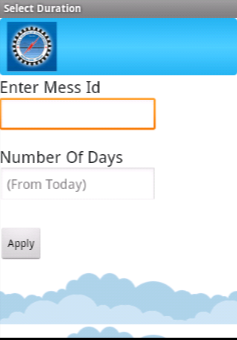 Select Duration
Enter Mess Id
Number Of Days
(From Today)
Apply